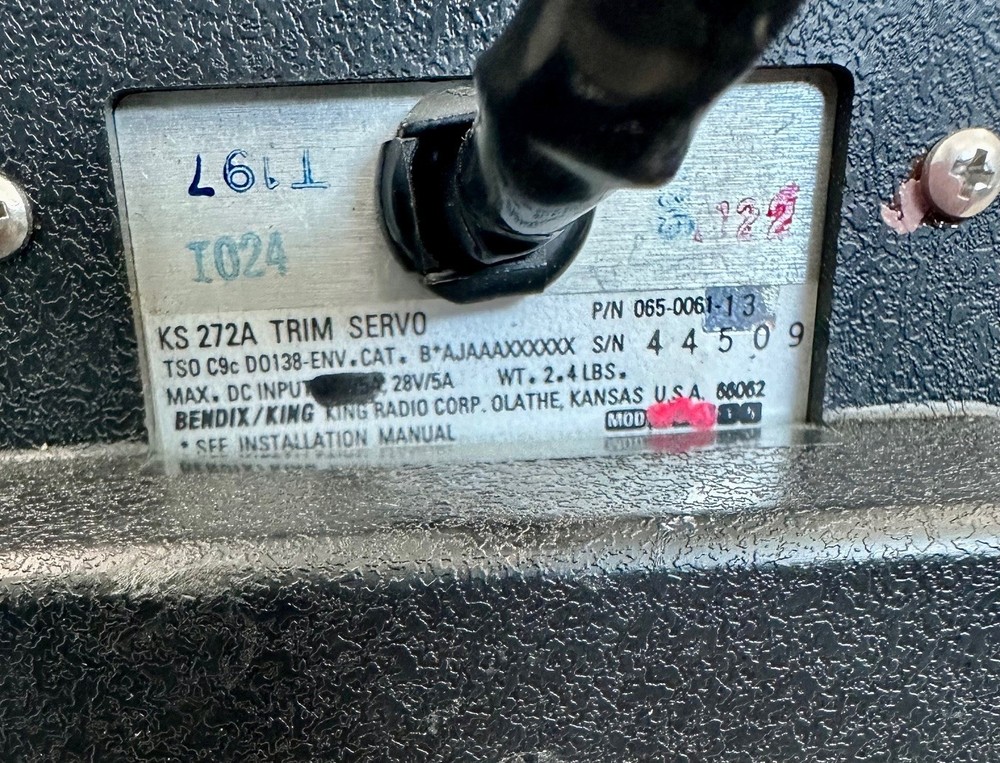 T197
I024
KS 272A TRIM SERVO
P/N 065-0061-13
TSO C9c DO138-ENV.CAT. B*AJAAAXXXXXX S/N 44509
MAX. DC INPUT 28V/5A WT. 2.4 LBS.
BENDIX/KING KING RADIO CORP. OLATHE, KANSAS U.S.A. 66062
MOD
* SEE INSTALLATION MANUAL